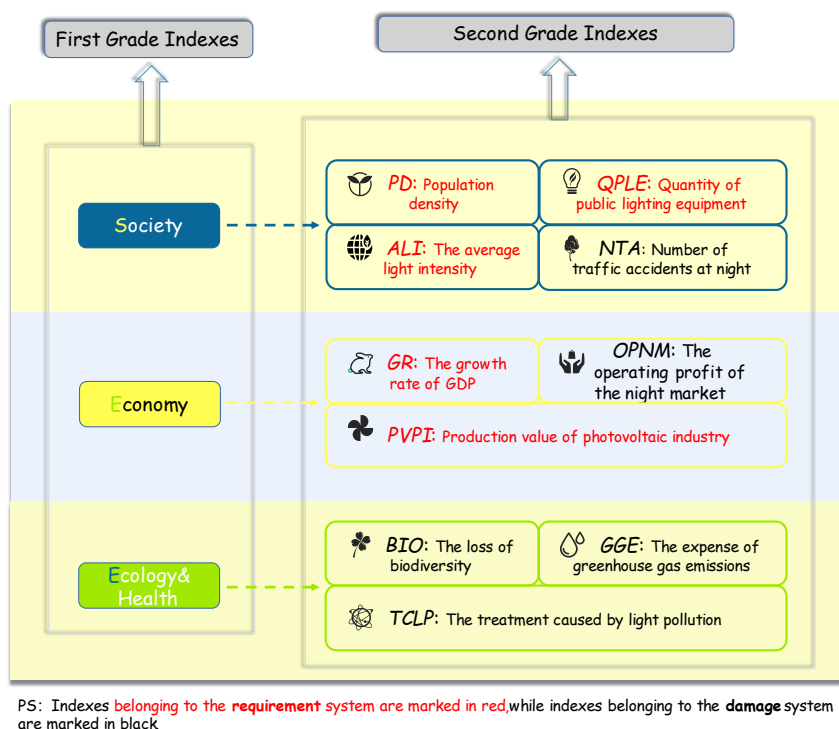 First Grade Indexes
Second Grade Indexes
Society
PD: Population
density
QPLE: Quantity of
public lighting equipment
ALI: The average
light intensity
NTA: Number of
traffic accidents at night
Economy
GR: The growth
rate of GDP
OPNM: The
operating profit of
the night market
PVPI: Production value of photovoltaic industry
Ecology&
Health
BIO: The loss of
biodiversity
GGE: The expense of
greenhouse gas emissions
TCLP: The treatment caused by light pollution
PS: Indexes belonging to the requirement system are marked in red,while indexes belonging to the damage system
are marked in black